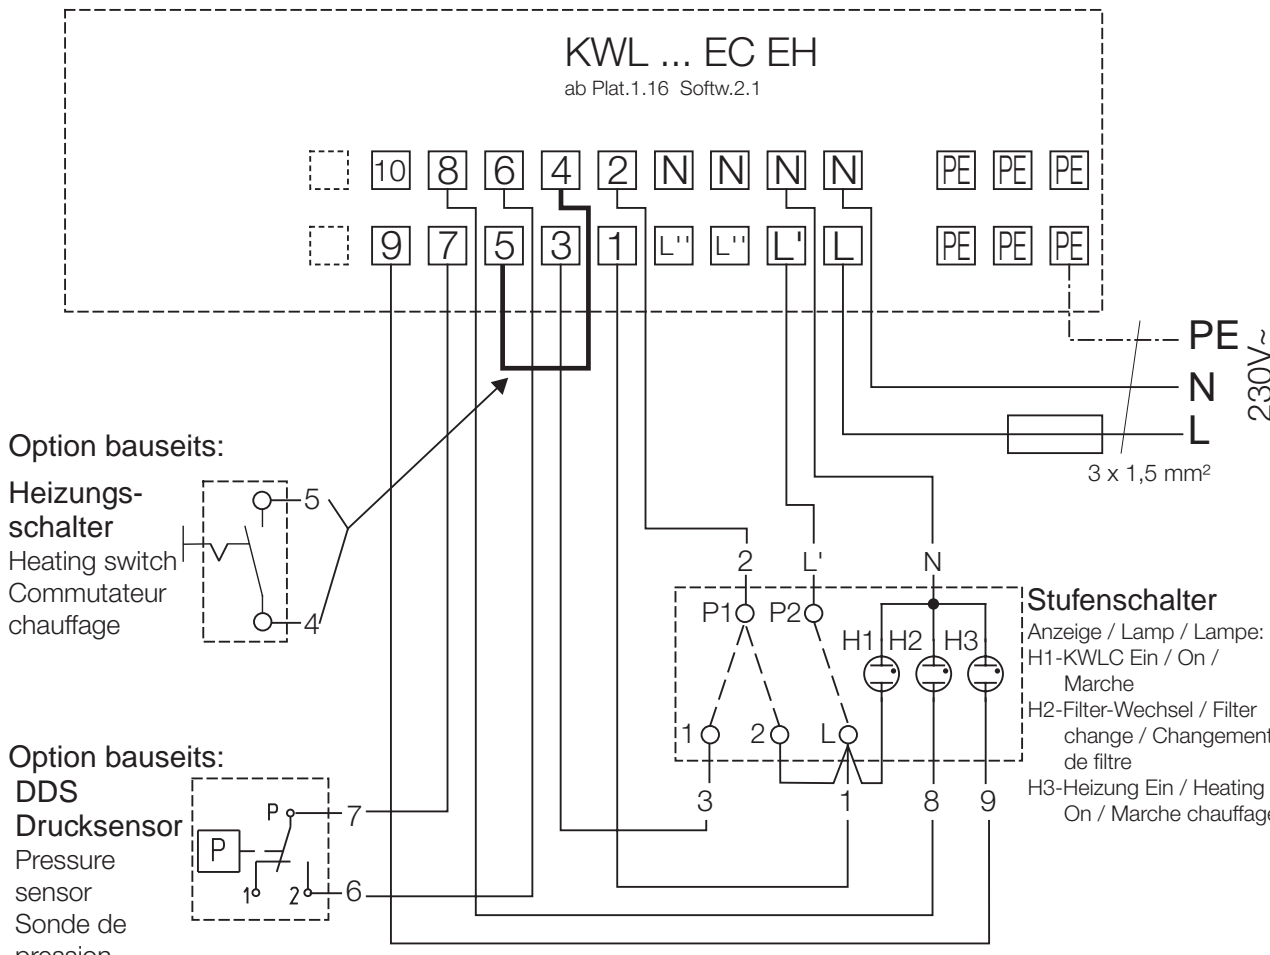 KWL ... EC EH
ab Plat.1.16 Softw.2.1
10 8 6 4 2 N N N N PE PE PE
9 7 5 3 1 L'' L'' L' L PE PE PE
PE
N
L
230V~
3 x 1,5 mm²
Option bauseits:
Heizungs-
schalter
Heating switch
Commutateur
chauffage
5
4
2 L' N
P1 P2
H1 H2 H3
1 2 L
3 1 8 9
Stufenschalter
Anzeige / Lamp / Lampe:
H1-KWLC Ein / On /
Marche
H2-Filter-Wechsel / Filter
change / Changement
de filtre
H3-Heizung Ein / Heating
On / Marche chauffage
Option bauseits:
DDS
Drucksensor
Pressure
sensor
Sonde de
pression
P 7
P
1 2 6